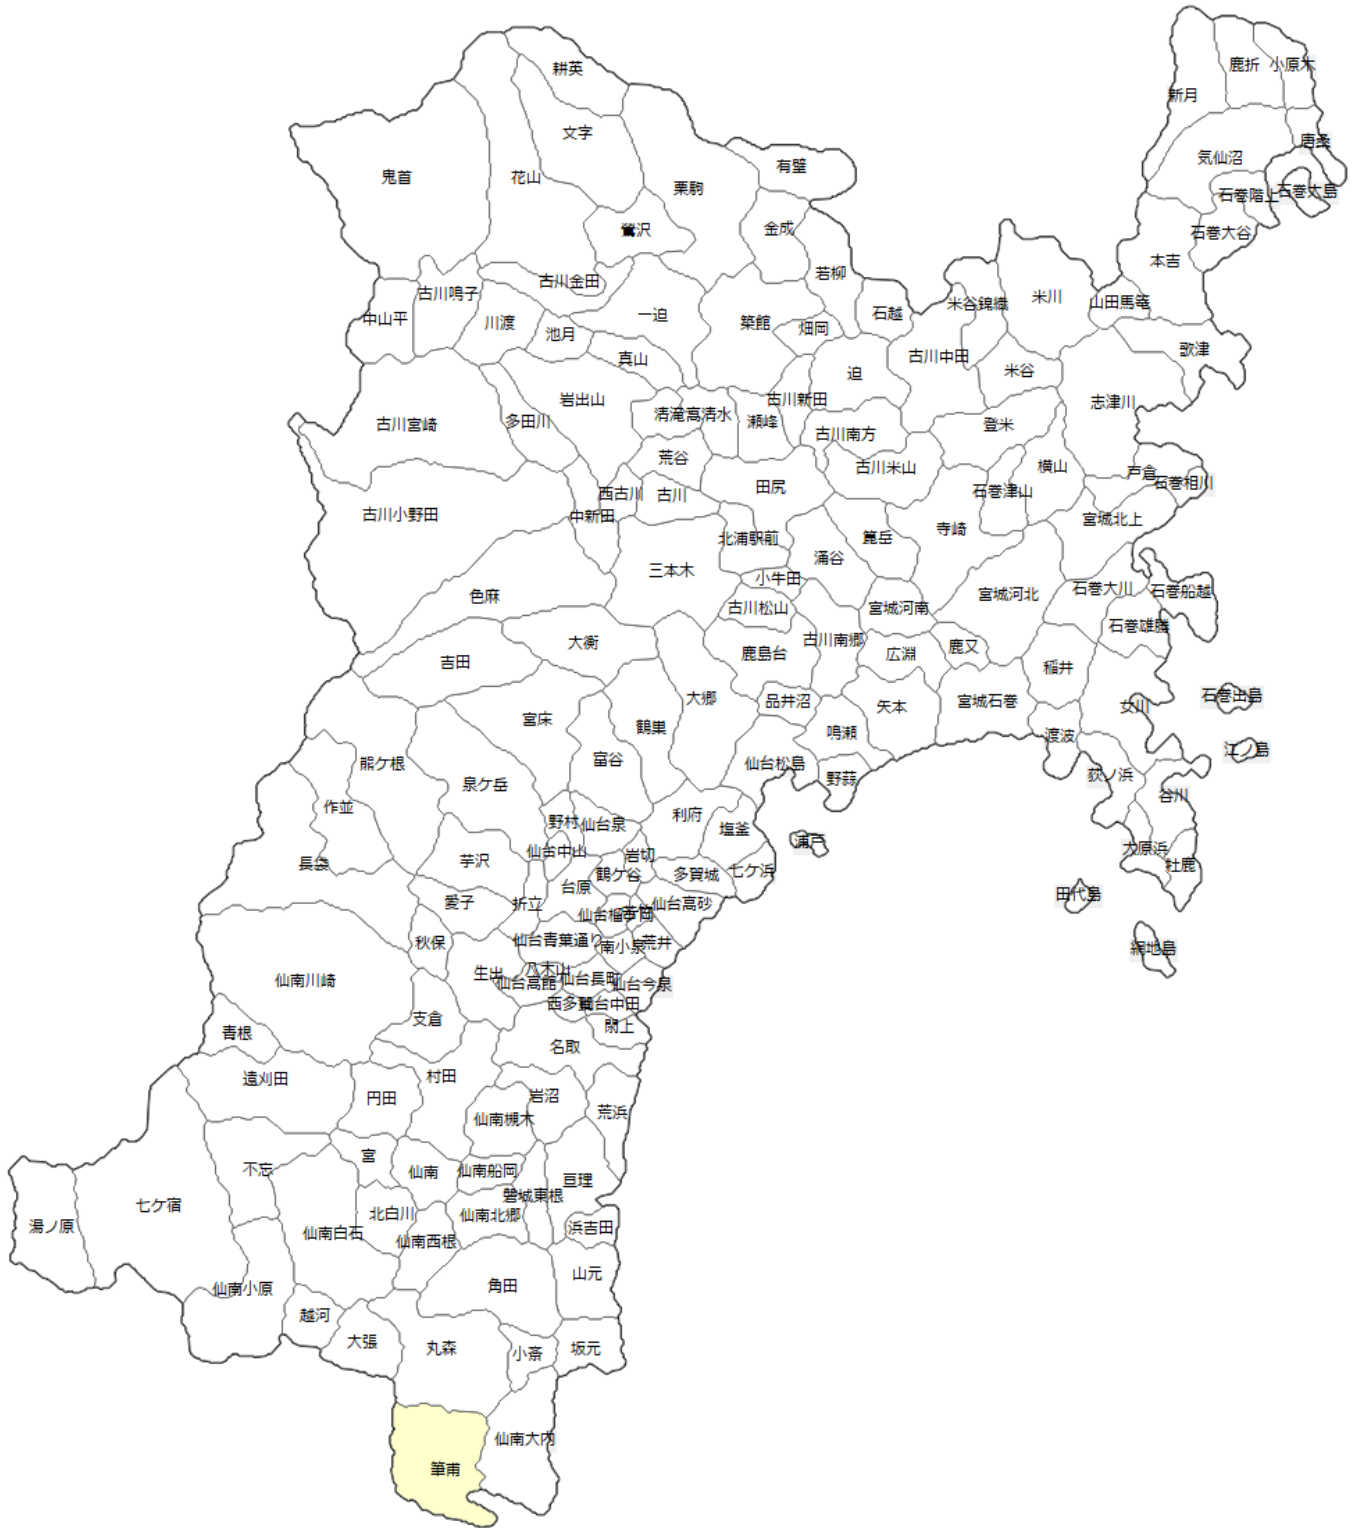 耕英
鹿折
小原木
新月
文字
唐桑
気仙沼
有壁
鬼首
花山
栗駒
石巻太島
石巻階上
鶯沢
金成
石巻大谷
本吉
若柳
古川金田
古川鳴子
米谷錦織
米川
山田馬篭
石越
一迫
中山平
川渡
築館
畑岡
池月
歌津
古川中田
真山
米谷
迫
岩出山
古川新田
志津川
清滝
高清水
瀬峰
多田川
古川宮崎
登米
古川南方
荒谷
古川米山
横山
戸倉
石巻相川
田尻
石巻津山
西古川
古川
古川小野田
中新田
宮城北上
寺崎
北浦駅前
箆岳
涌谷
三本木
小牛田
石巻大川
石巻船越
宮城河北
色麻
古川松山
宮城河南
石巻雄勝
大衡
古川南郷
鹿又
鹿島台
広淵
吉田
稲井
石巻出島
大郷
品井沼
宮城石巻
矢本
女川
宮床
鶴巣
鳴瀬
渡波
江ノ島
富谷
仙台松島
熊ケ根
野蒜
荻ノ浜
泉ケ岳
谷川
作並
利府
野村
仙台泉
塩釜
浦戸
大原浜
仙台中山
岩切
芋沢
長袋
牡鹿
七ケ浜
鶴ケ谷
多賀城
台原
田代島
愛子
折立
仙台高砂
仙台榴ケ岡
秋保
仙台青葉通り
荒井
南小泉
網地島
生出
八木山
仙台長町
仙南川崎
仙台高館
仙台今泉
西多賀
仙台中田
支倉
閖上
青根
名取
村田
遠刈田
岩沼
円田
荒浜
仙南槻木
宮
不忘
仙南
仙南船岡
亘理
磐城東根
七ケ宿
北白川
仙南北郷
湯ノ原
浜吉田
仙南白石
仙南西根
山元
角田
仙南小原
越河
大張
丸森
坂元
小斎
仙南大内
筆甫